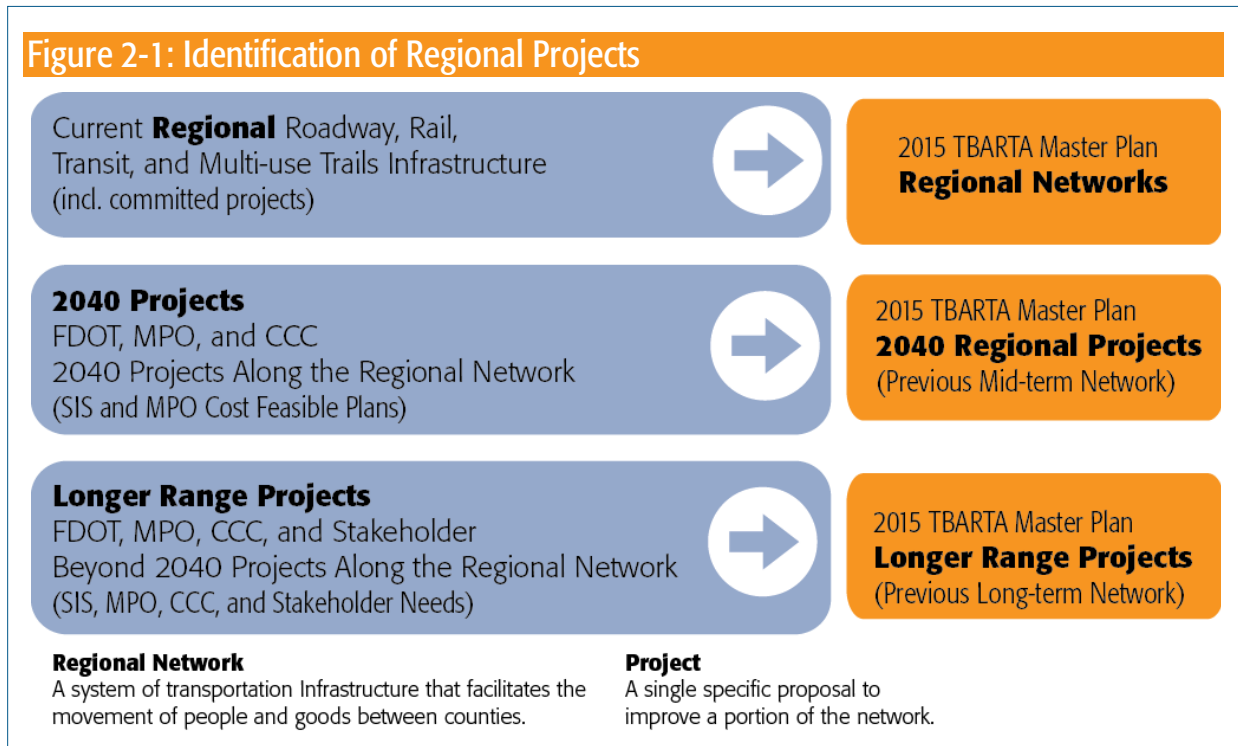 Figure 2-1: Identification of Regional Projects
Current Regional Roadway, Rail,
Transit, and Multi-use Trails Infrastructure
(incl. committed projects)
2015 TBARTA Master Plan
Regional Networks
2040 Projects
FDOT, MPO, and CCC
2040 Projects Along the Regional Network
(SIS and MPO Cost Feasible Plans)
2015 TBARTA Master Plan
2040 Regional Projects
(Previous Mid-term Network)
Longer Range Projects
FDOT, MPO, CCC, and Stakeholder
Beyond 2040 Projects Along the Regional Network
(SIS, MPO, CCC, and Stakeholder Needs)
2015 TBARTA Master Plan
Longer Range Projects
(Previous Long-term Network)
Regional Network
A system of transportation Infrastructure that facilitates the
movement of people and goods between counties.
Project
A single specific proposal to
improve a portion of the network.